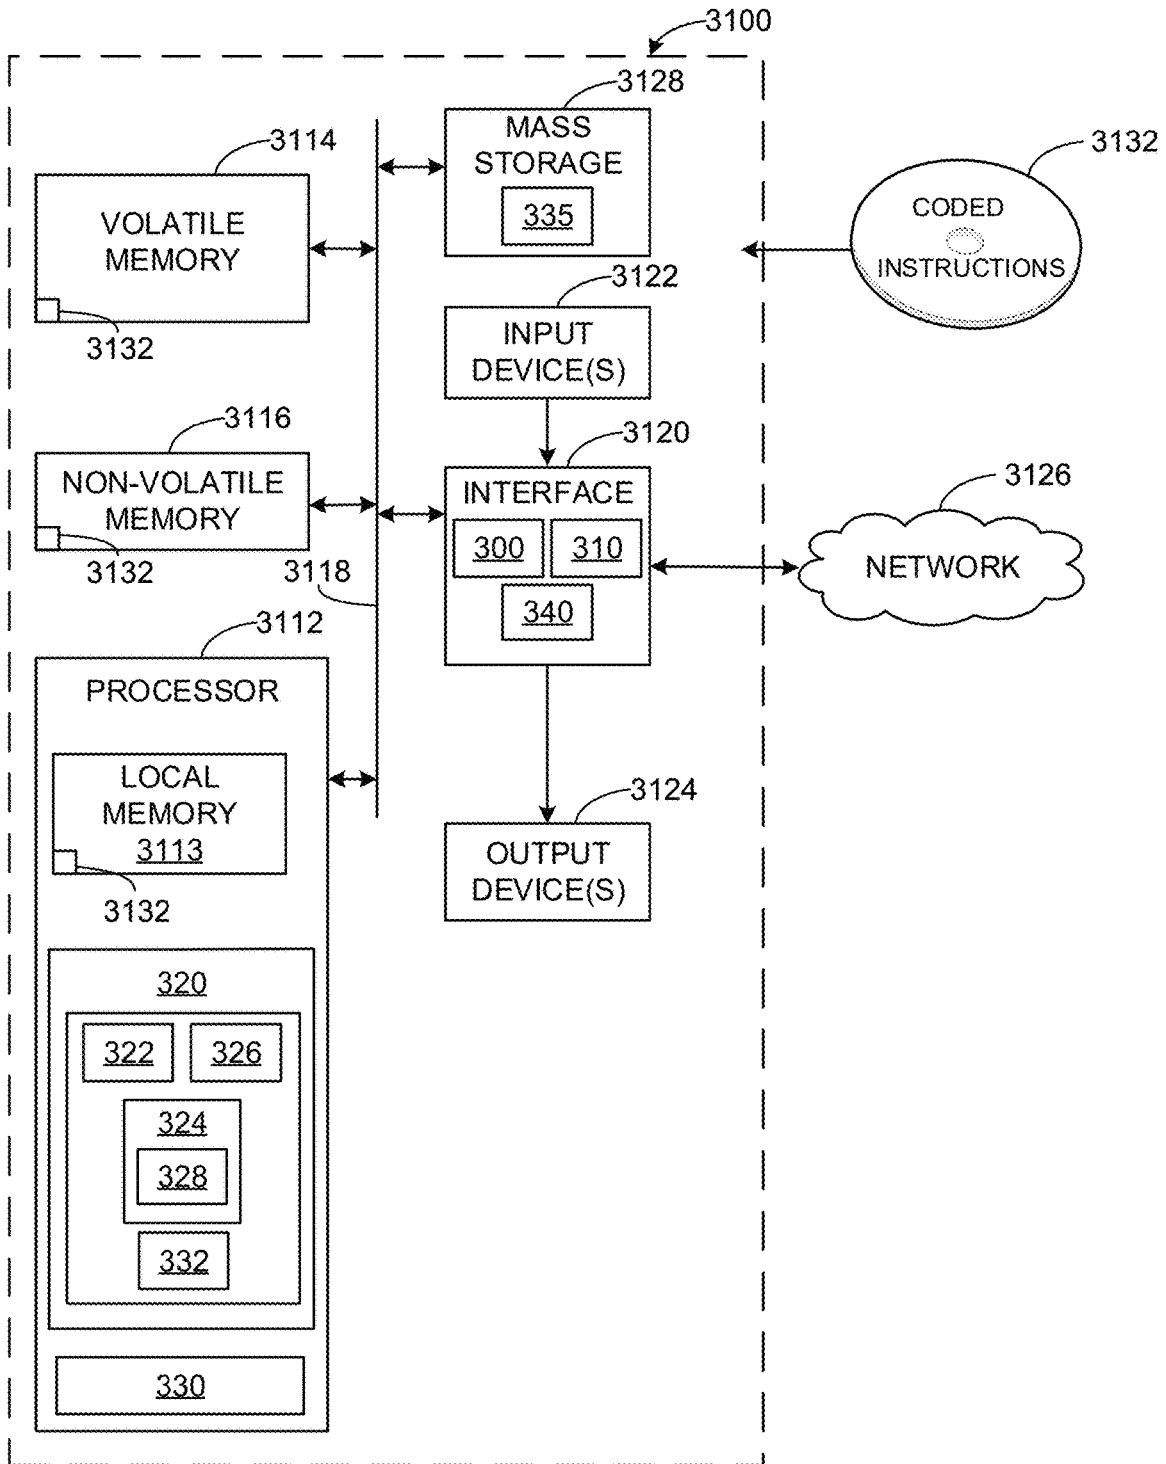 3100
3128
MASS
STORAGE
335
3114
VOLATILE
MEMORY
3132
3132
CODED
INSTRUCTIONS
3122
INPUT
DEVICE(S)
3116
NON-VOLATILE
MEMORY
3132
3118
3120
INTERFACE
300
310
340
3126
NETWORK
3112
PROCESSOR
LOCAL
MEMORY
3113
3132
3124
OUTPUT
DEVICE(S)
320
322
326
324
328
332
330